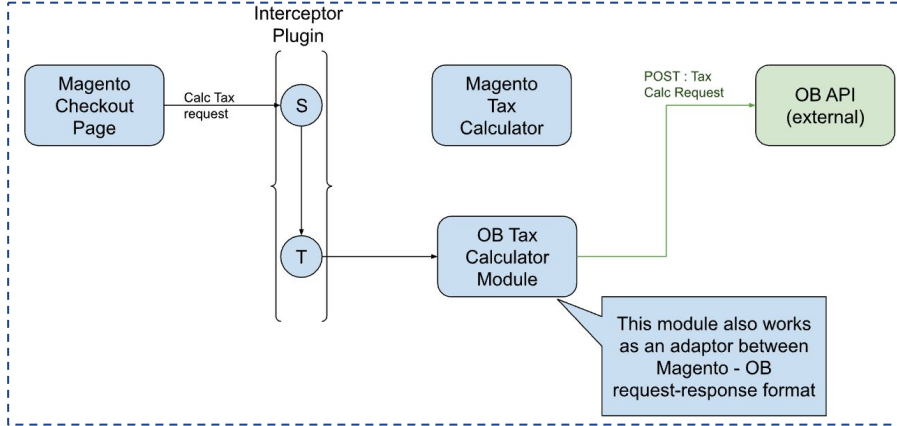 Interceptor
Plugin
Magento
Checkout
Page
Calc Tax
request
S
Magento
Tax
Calculator
POST : Tax
Calc Request
OB API
(external)
T
OB Tax
Calculator
Module
This module also works
as an adaptor between
Magento - OB
request-response format